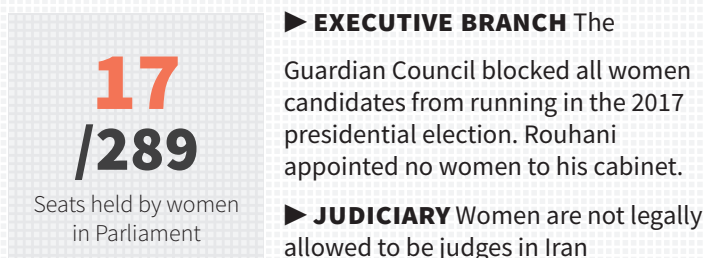 17
/289
Seats held by women
in Parliament
▶ EXECUTIVE BRANCH The
Guardian Council blocked all women
candidates from running in the 2017
presidential election. Rouhani
appointed no women to his cabinet.
▶ JUDICIARY Women are not legally
allowed to be judges in Iran